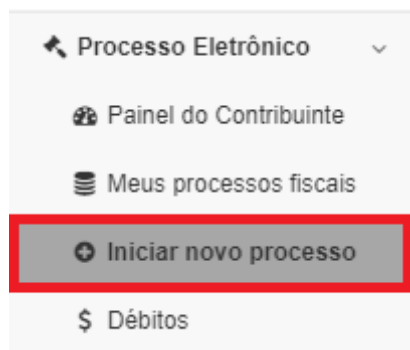 Processo Eletrônico
Painel do Contribuinte
Meus processos fiscais
Iniciar novo processo
$ Débitos